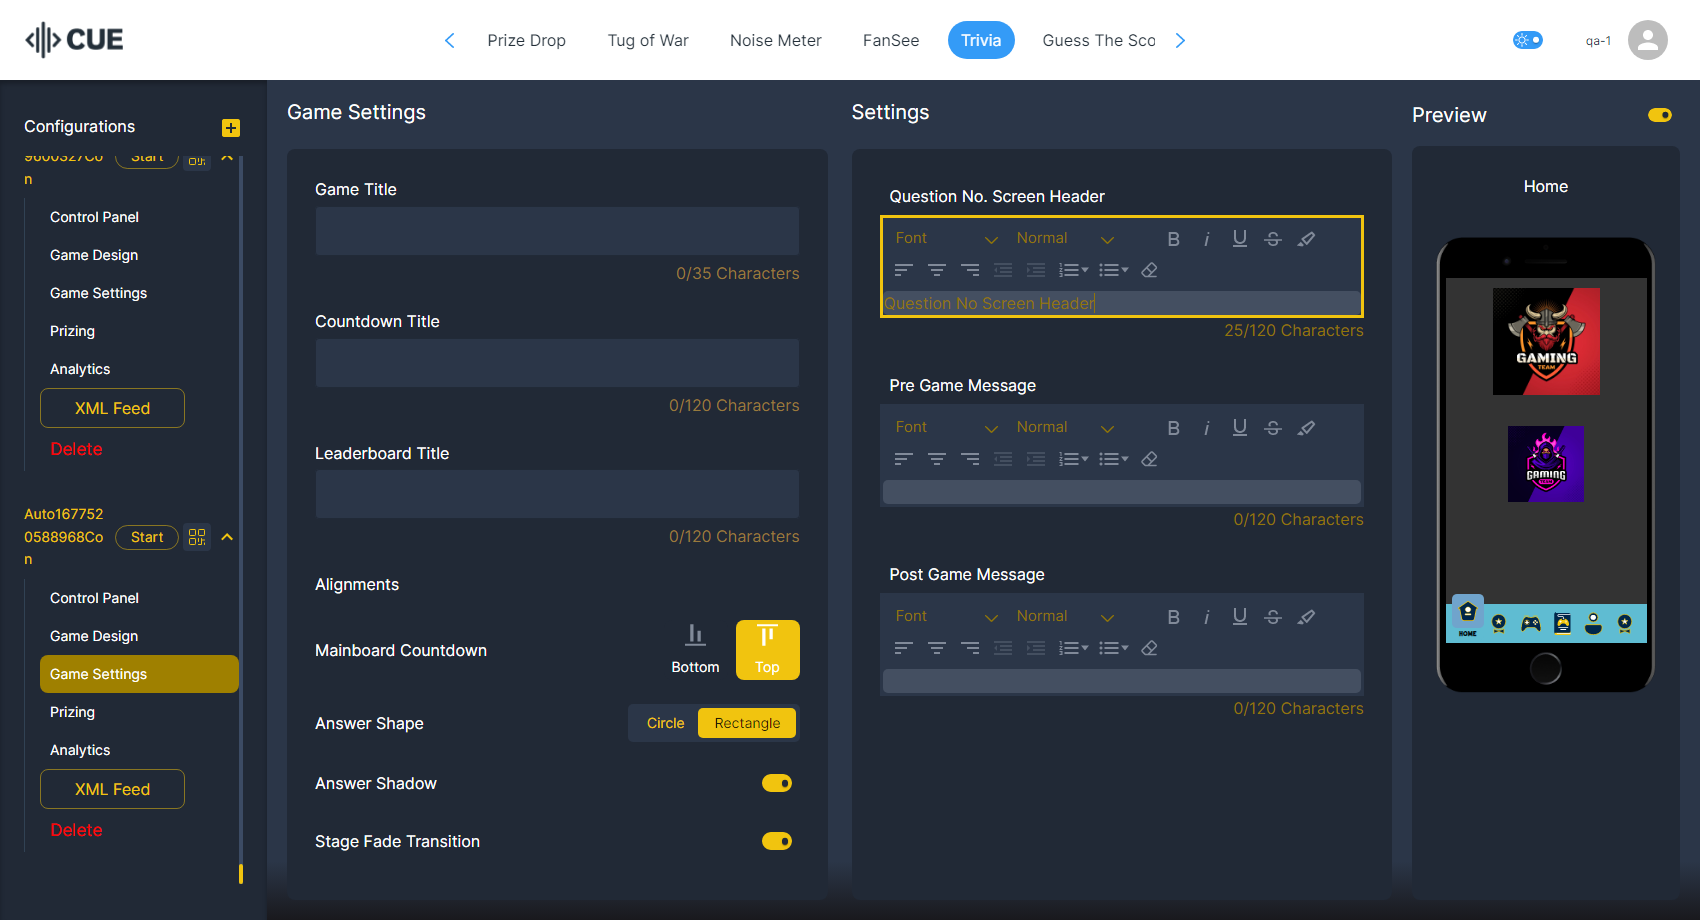 CUE
Prize Drop
Tug of War
Noise Meter
FanSee
Trivia
Guess The Sco
qa-1
Configurations
9600327Co
n
Start
Control Panel
Game Design
Game Settings
Prizing
Analytics
XML Feed
Delete
Auto167752
0588968Co
n
Start
Control Panel
Game Design
Game Settings
Prizing
Analytics
XML Feed
Delete
Game Settings
Game Title
0/35 Characters
Countdown Title
0/120 Characters
Leaderboard Title
0/120 Characters
Alignments
Mainboard Countdown
Bottom
Top
Answer Shape
Circle
Rectangle
Answer Shadow
Stage Fade Transition
Settings
Question No. Screen Header
Font
Normal
B i U S
Question No Screen Header
25/120 Characters
Pre Game Message
Font
Normal
B i U S
0/120 Characters
Post Game Message
Font
Normal
B i U S
0/120 Characters
Preview
Home
GAMING
TEAM
GAMING
TEAM
HOME